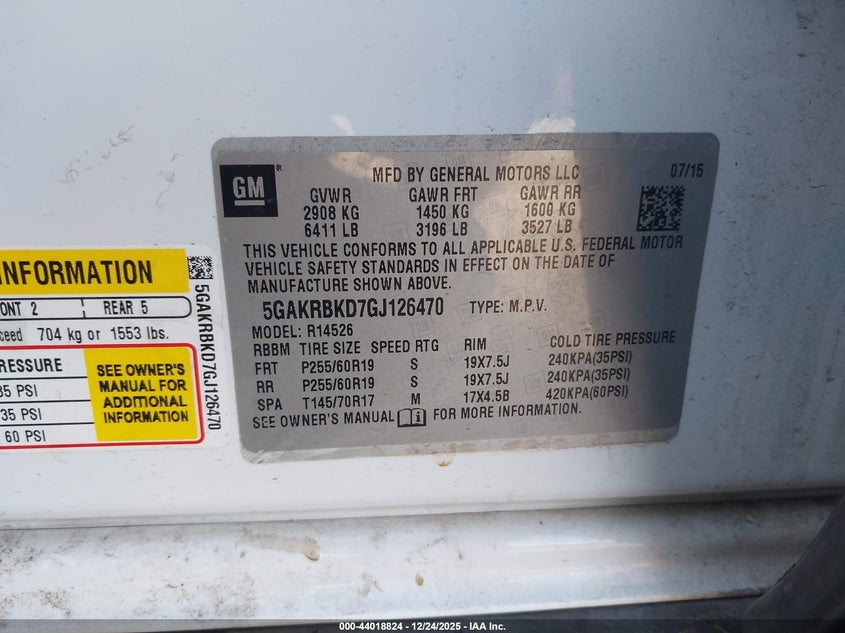 GM
MFD BY GENERAL MOTORS LLC 07/15
GVWR GAWR FRT GAWR RR
2908 KG 1450 KG 1600 KG
6411 LB 3196 LB 3527 LB
THIS VEHICLE CONFORMS TO ALL APPLICABLE U.S. FEDERAL MOTOR
VEHICLE SAFETY STANDARDS IN EFFECT ON THE DATE OF
MANUFACTURE SHOWN ABOVE.
5GAKRBKD7GJ126470 TYPE: M.P.V.
MODEL: R14526
RBBM TIRE SIZE SPEED RTG RIM COLD TIRE PRESSURE
FRT P255/60R19 S 19X7.5J 240KPA(35PSI)
RR P255/60R19 S 19X7.5J 240KPA(35PSI)
SPA T145/70R17 M 17X4.5B 420KPA(60PSI)
SEE OWNER'S MANUAL FOR MORE INFORMATION.
INFORMATION
ONT 2 REAR 5
ceed 704 kg or 1553 lbs.
PRESSURE
35 PSI
35 PSI
60 PSI
SEE OWNER'S
MANUAL FOR
ADDITIONAL
INFORMATION
5GAKRBKD7GJ126470
000-44018824 - 12/24/2025 - IAA Inc.